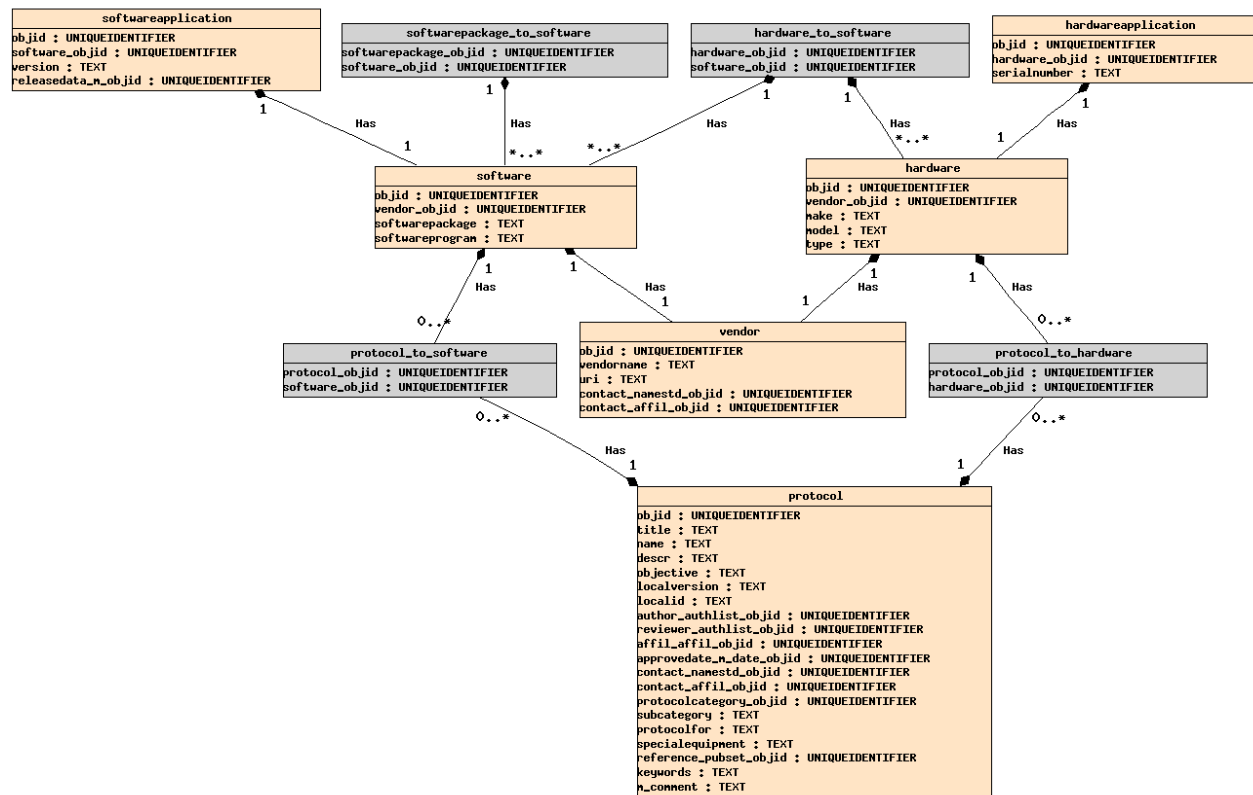 softwareapplication
objid : UNIQUEIDENTIFIER
software_objid : UNIQUEIDENTIFIER
version : TEXT
releasedata_m_objid : UNIQUEIDENTIFIER
softwarepackage_to_software
softwarepackage_objid : UNIQUEIDENTIFIER
software_objid : UNIQUEIDENTIFIER
hardware_to_software
hardware_objid : UNIQUEIDENTIFIER
software_objid : UNIQUEIDENTIFIER
hardwareapplication
objid : UNIQUEIDENTIFIER
hardware_objid : UNIQUEIDENTIFIER
serialnumber : TEXT
1
1
1
1
1
Has
Has
Has
Has
1
*..*
*..*
*..*
1
software
objid : UNIQUEIDENTIFIER
vendor_objid : UNIQUEIDENTIFIER
softwarepackage : TEXT
softwareprogram : TEXT
hardware
objid : UNIQUEIDENTIFIER
vendor_objid : UNIQUEIDENTIFIER
make : TEXT
model : TEXT
type : TEXT
1
1
1
1
Has
Has
Has
Has
0..*
1
1
0..*
protocol_to_software
protocol_objid : UNIQUEIDENTIFIER
software_objid : UNIQUEIDENTIFIER
vendor
objid : UNIQUEIDENTIFIER
vendorname : TEXT
uri : TEXT
contact_namestd_objid : UNIQUEIDENTIFIER
contact_affil_objid : UNIQUEIDENTIFIER
protocol_to_hardware
protocol_objid : UNIQUEIDENTIFIER
hardware_objid : UNIQUEIDENTIFIER
0..*
0..*
Has
Has
1
1
protocol
objid : UNIQUEIDENTIFIER
title : TEXT
name : TEXT
descr : TEXT
objective : TEXT
localversion : TEXT
localid : TEXT
author_authlist_objid : UNIQUEIDENTIFIER
reviewer_authlist_objid : UNIQUEIDENTIFIER
affil_affil_objid : UNIQUEIDENTIFIER
approvedate_m_date_objid : UNIQUEIDENTIFIER
contact_namestd_objid : UNIQUEIDENTIFIER
contact_affil_objid : UNIQUEIDENTIFIER
protocolcategory_objid : UNIQUEIDENTIFIER
subcategory : TEXT
protocolfor : TEXT
specialequipment : TEXT
reference_pubset_objid : UNIQUEIDENTIFIER
keywords : TEXT
m_comment : TEXT